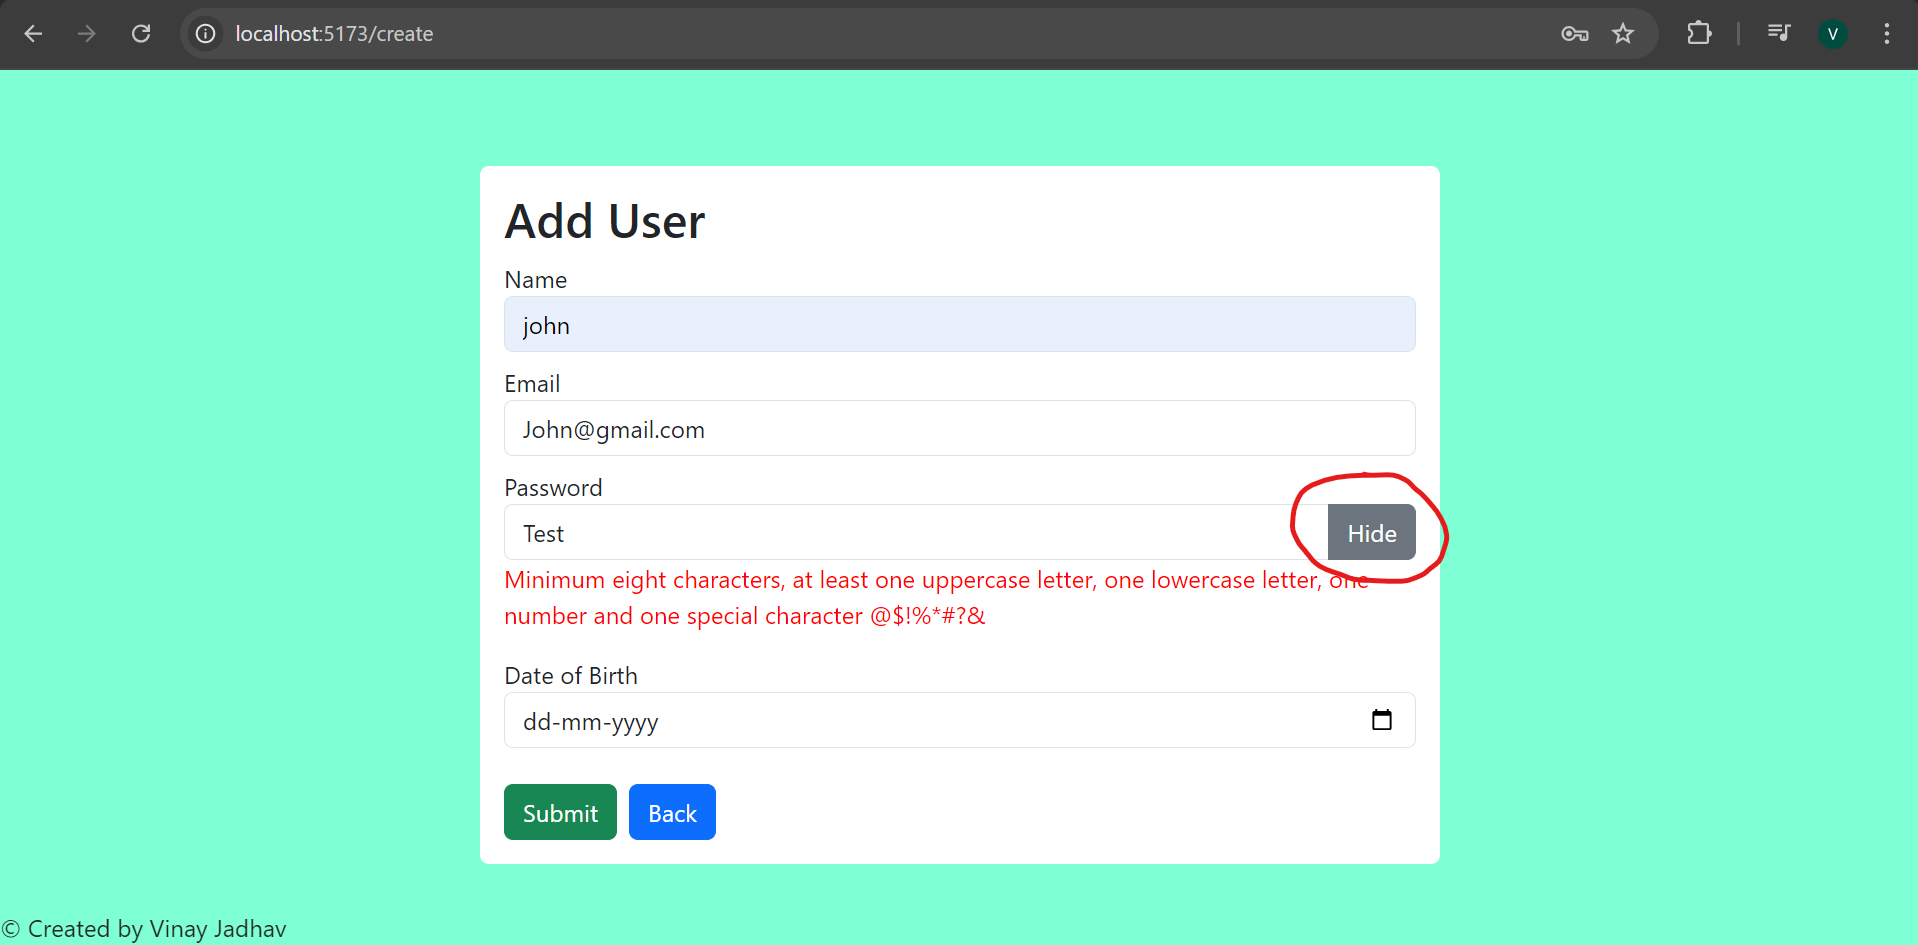 localhost:5173/create
V
Add User
Name
john
Email
John@gmail.com
Password
Test
Hide
Minimum eight characters, at least one uppercase letter, one lowercase letter, one
number and one special character @$!%*#?&
Date of Birth
dd-mm-yyyy
Submit Back
© Created by Vinay Jadhav